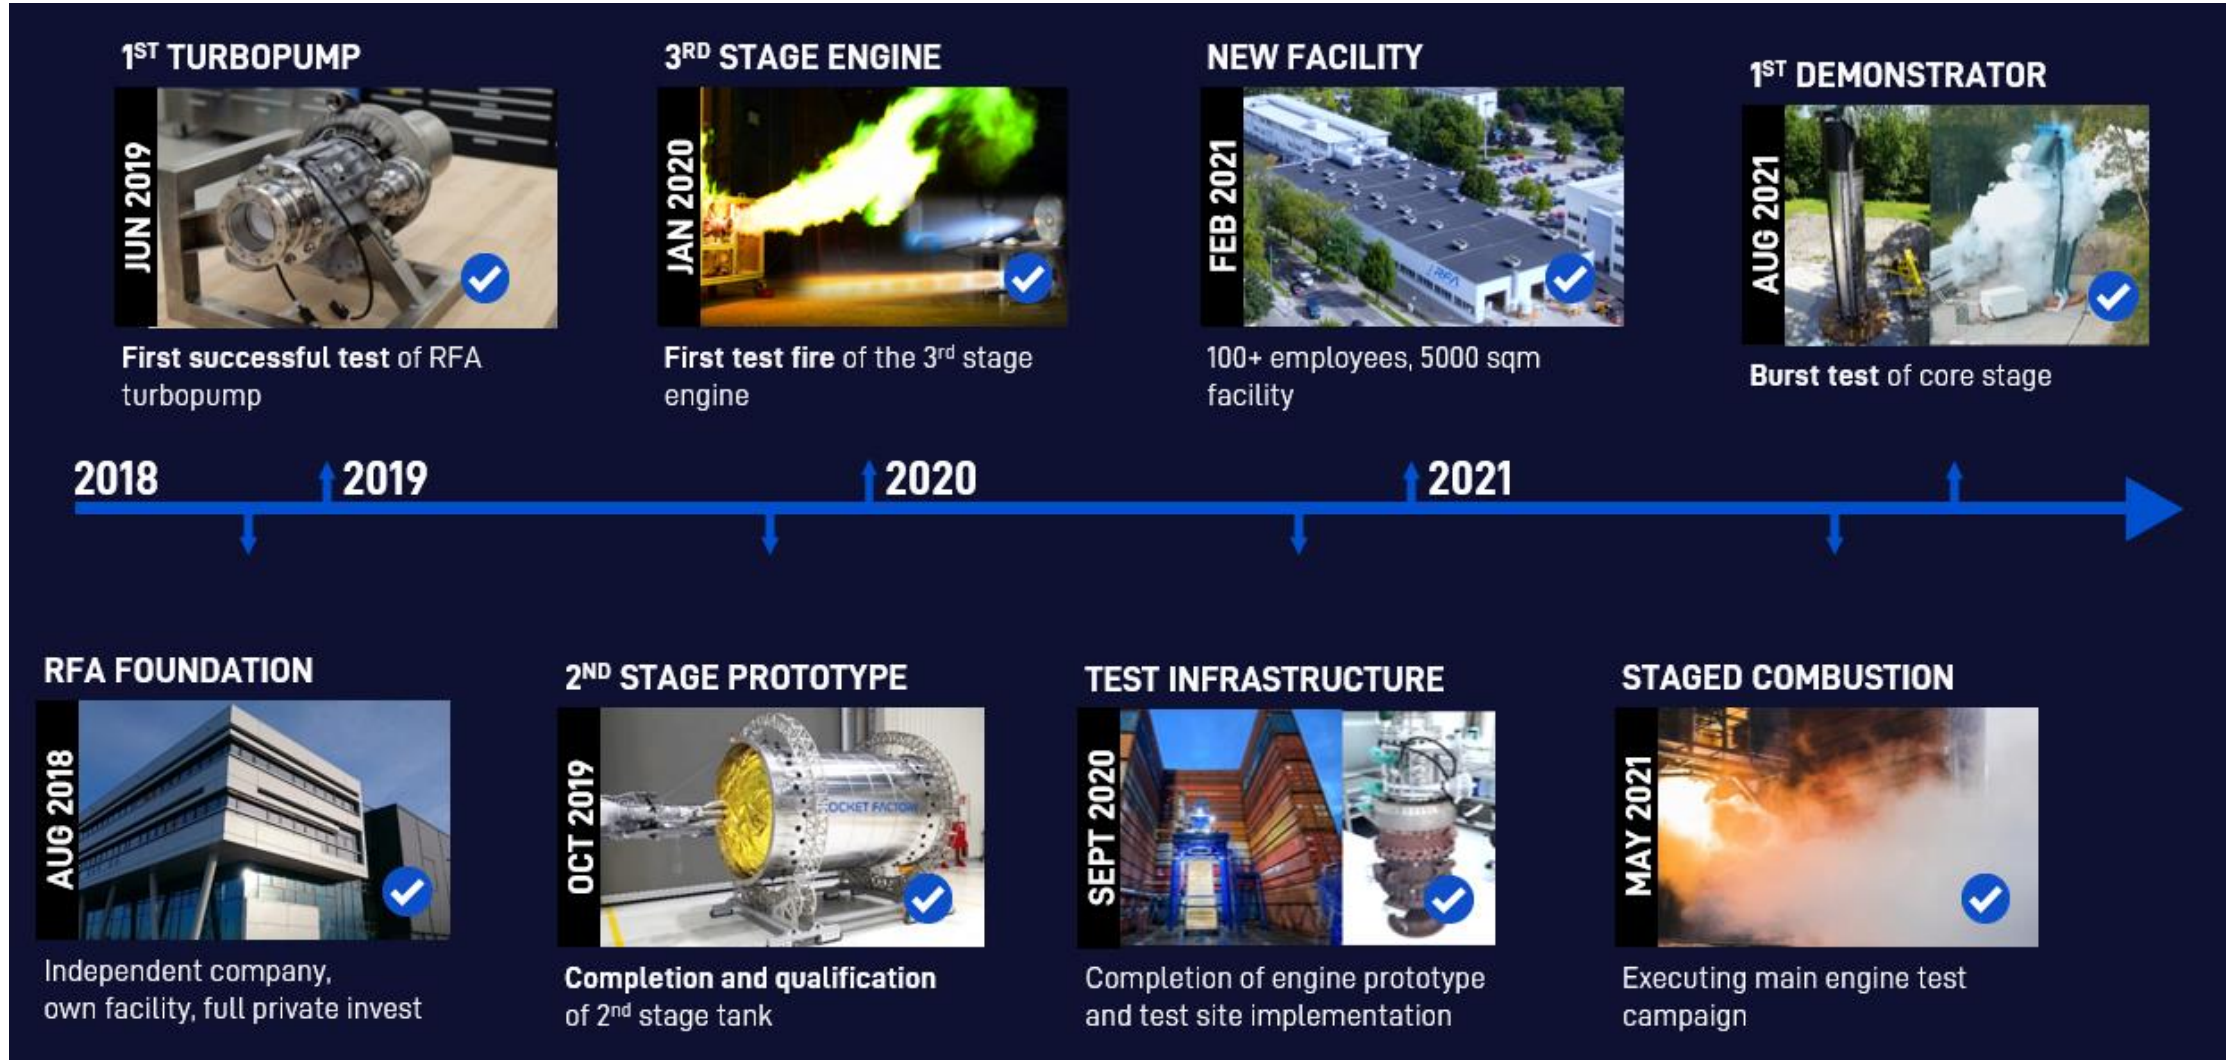 1ST TURBOPUMP
JUN 2019
First successful test of RFA
turbopump
3RD STAGE ENGINE
JAN 2020
First test fire of the 3rd stage
engine
NEW FACILITY
FEB 2021
RFA
100+ employees, 5000 sqm
facility
1ST DEMONSTRATOR
AUG 2021
Burst test of core stage
2018
2019
2020
2021
RFA FOUNDATION
AUG 2018
Independent company,
own facility, full private invest
2ND STAGE PROTOTYPE
OCT 2019
OCKET FACTOR
Completion and qualification
of 2nd stage tank
TEST INFRASTRUCTURE
SEPT 2020
Completion of engine prototype
and test site implementation
STAGED COMBUSTION
MAY 2021
Executing main engine test
campaign